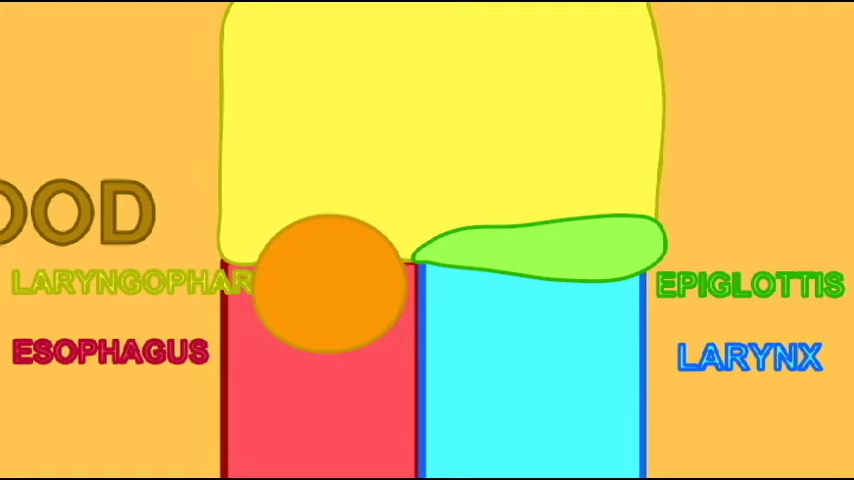 OOD
LARYNGOPHAR
EPIGLOTTIS
ESOPHAGUS
LARYNX